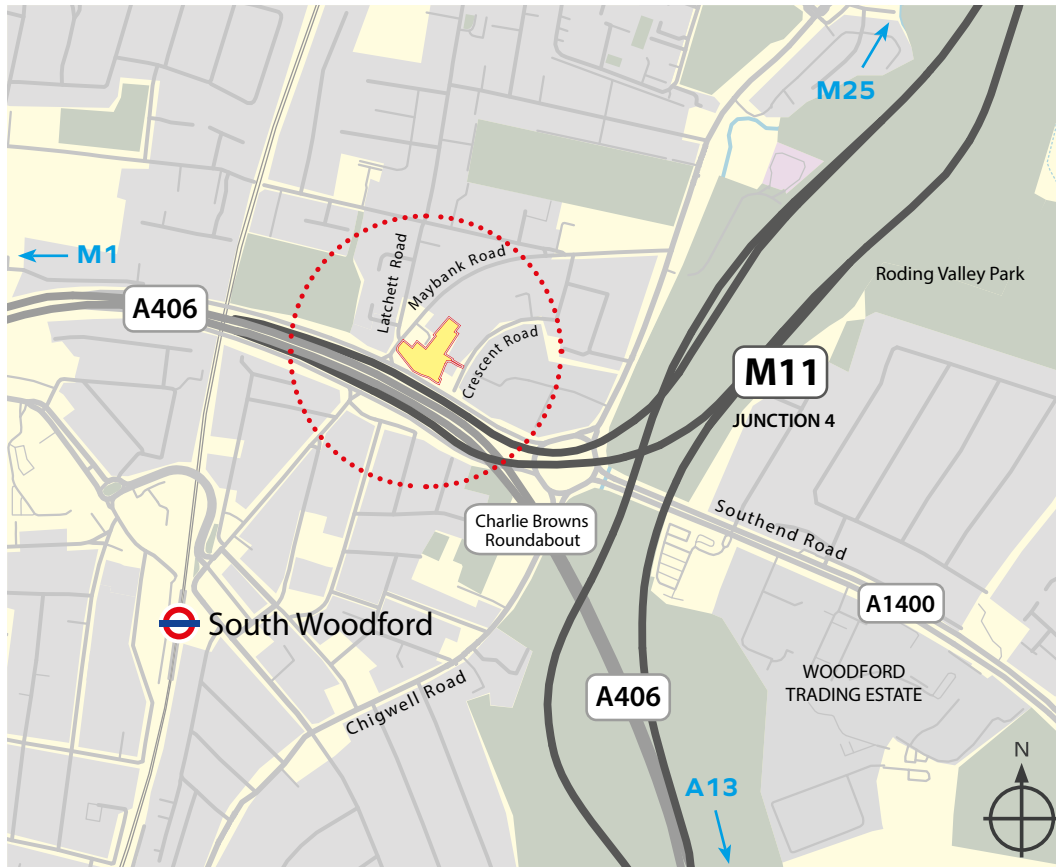 M25
M1
A406
Latchett Road
Maybank Road
Crescent Road
Roding Valley Park
M11
JUNCTION 4
Charlie Browns
Roundabout
Southend Road
A1400
South Woodford
Chigwell Road
A406
WOODFORD
TRADING ESTATE
A13
N